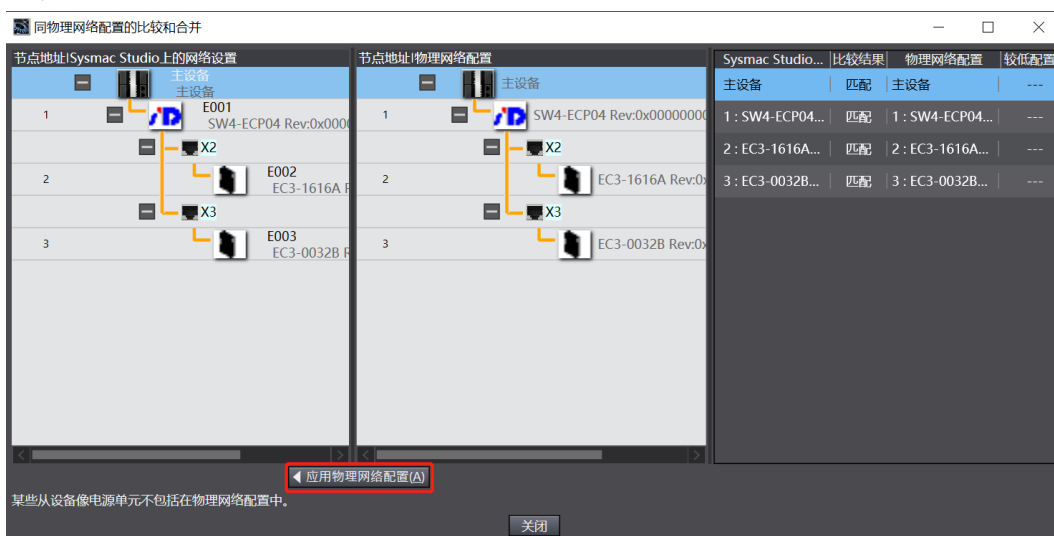 同物理网络配置的比较和合并
节点地址|Sysmac Studio上的网络设置
主设备
主设备
1
E001
SW4-ECP04 Rev:0x000
X2
2
E002
EC3-1616A R
X3
3
E003
EC3-0032B R
节点地址|物理网络配置
主设备
1
SW4-ECP04 Rev:0x00000000
X2
2
EC3-1616A Rev:0x
X3
3
EC3-0032B Rev:0x
Sysmac Studio... 比较结果 物理网络配置 较低配置
主设备 匹配 主设备 ---
1 : SW4-ECP04... 匹配 1 : SW4-ECP04... ---
2 : EC3-1616A... 匹配 2 : EC3-1616A... ---
3 : EC3-0032B... 匹配 3 : EC3-0032B... ---
应用物理网络配置(A)
某些从设备像电源单元不包括在物理网络配置中。
关闭